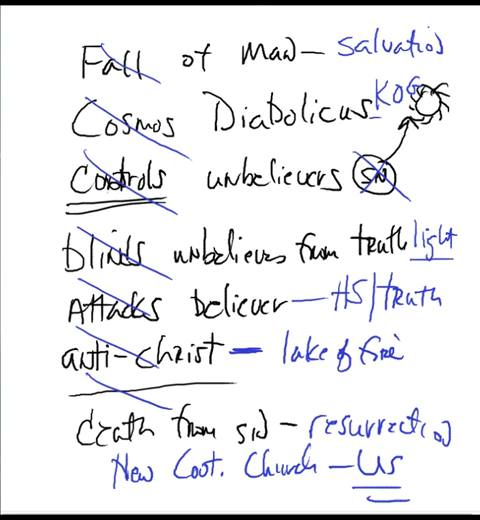 Fall of Man — Salvation
Cosmos Diabolicus KOG
Controls unbelievers SN
blinds unbelievers from truth light
Attacks believer — HS/truth
anti-christ — lake of fire
death from sin — resurrection
New Cov't. Church — us